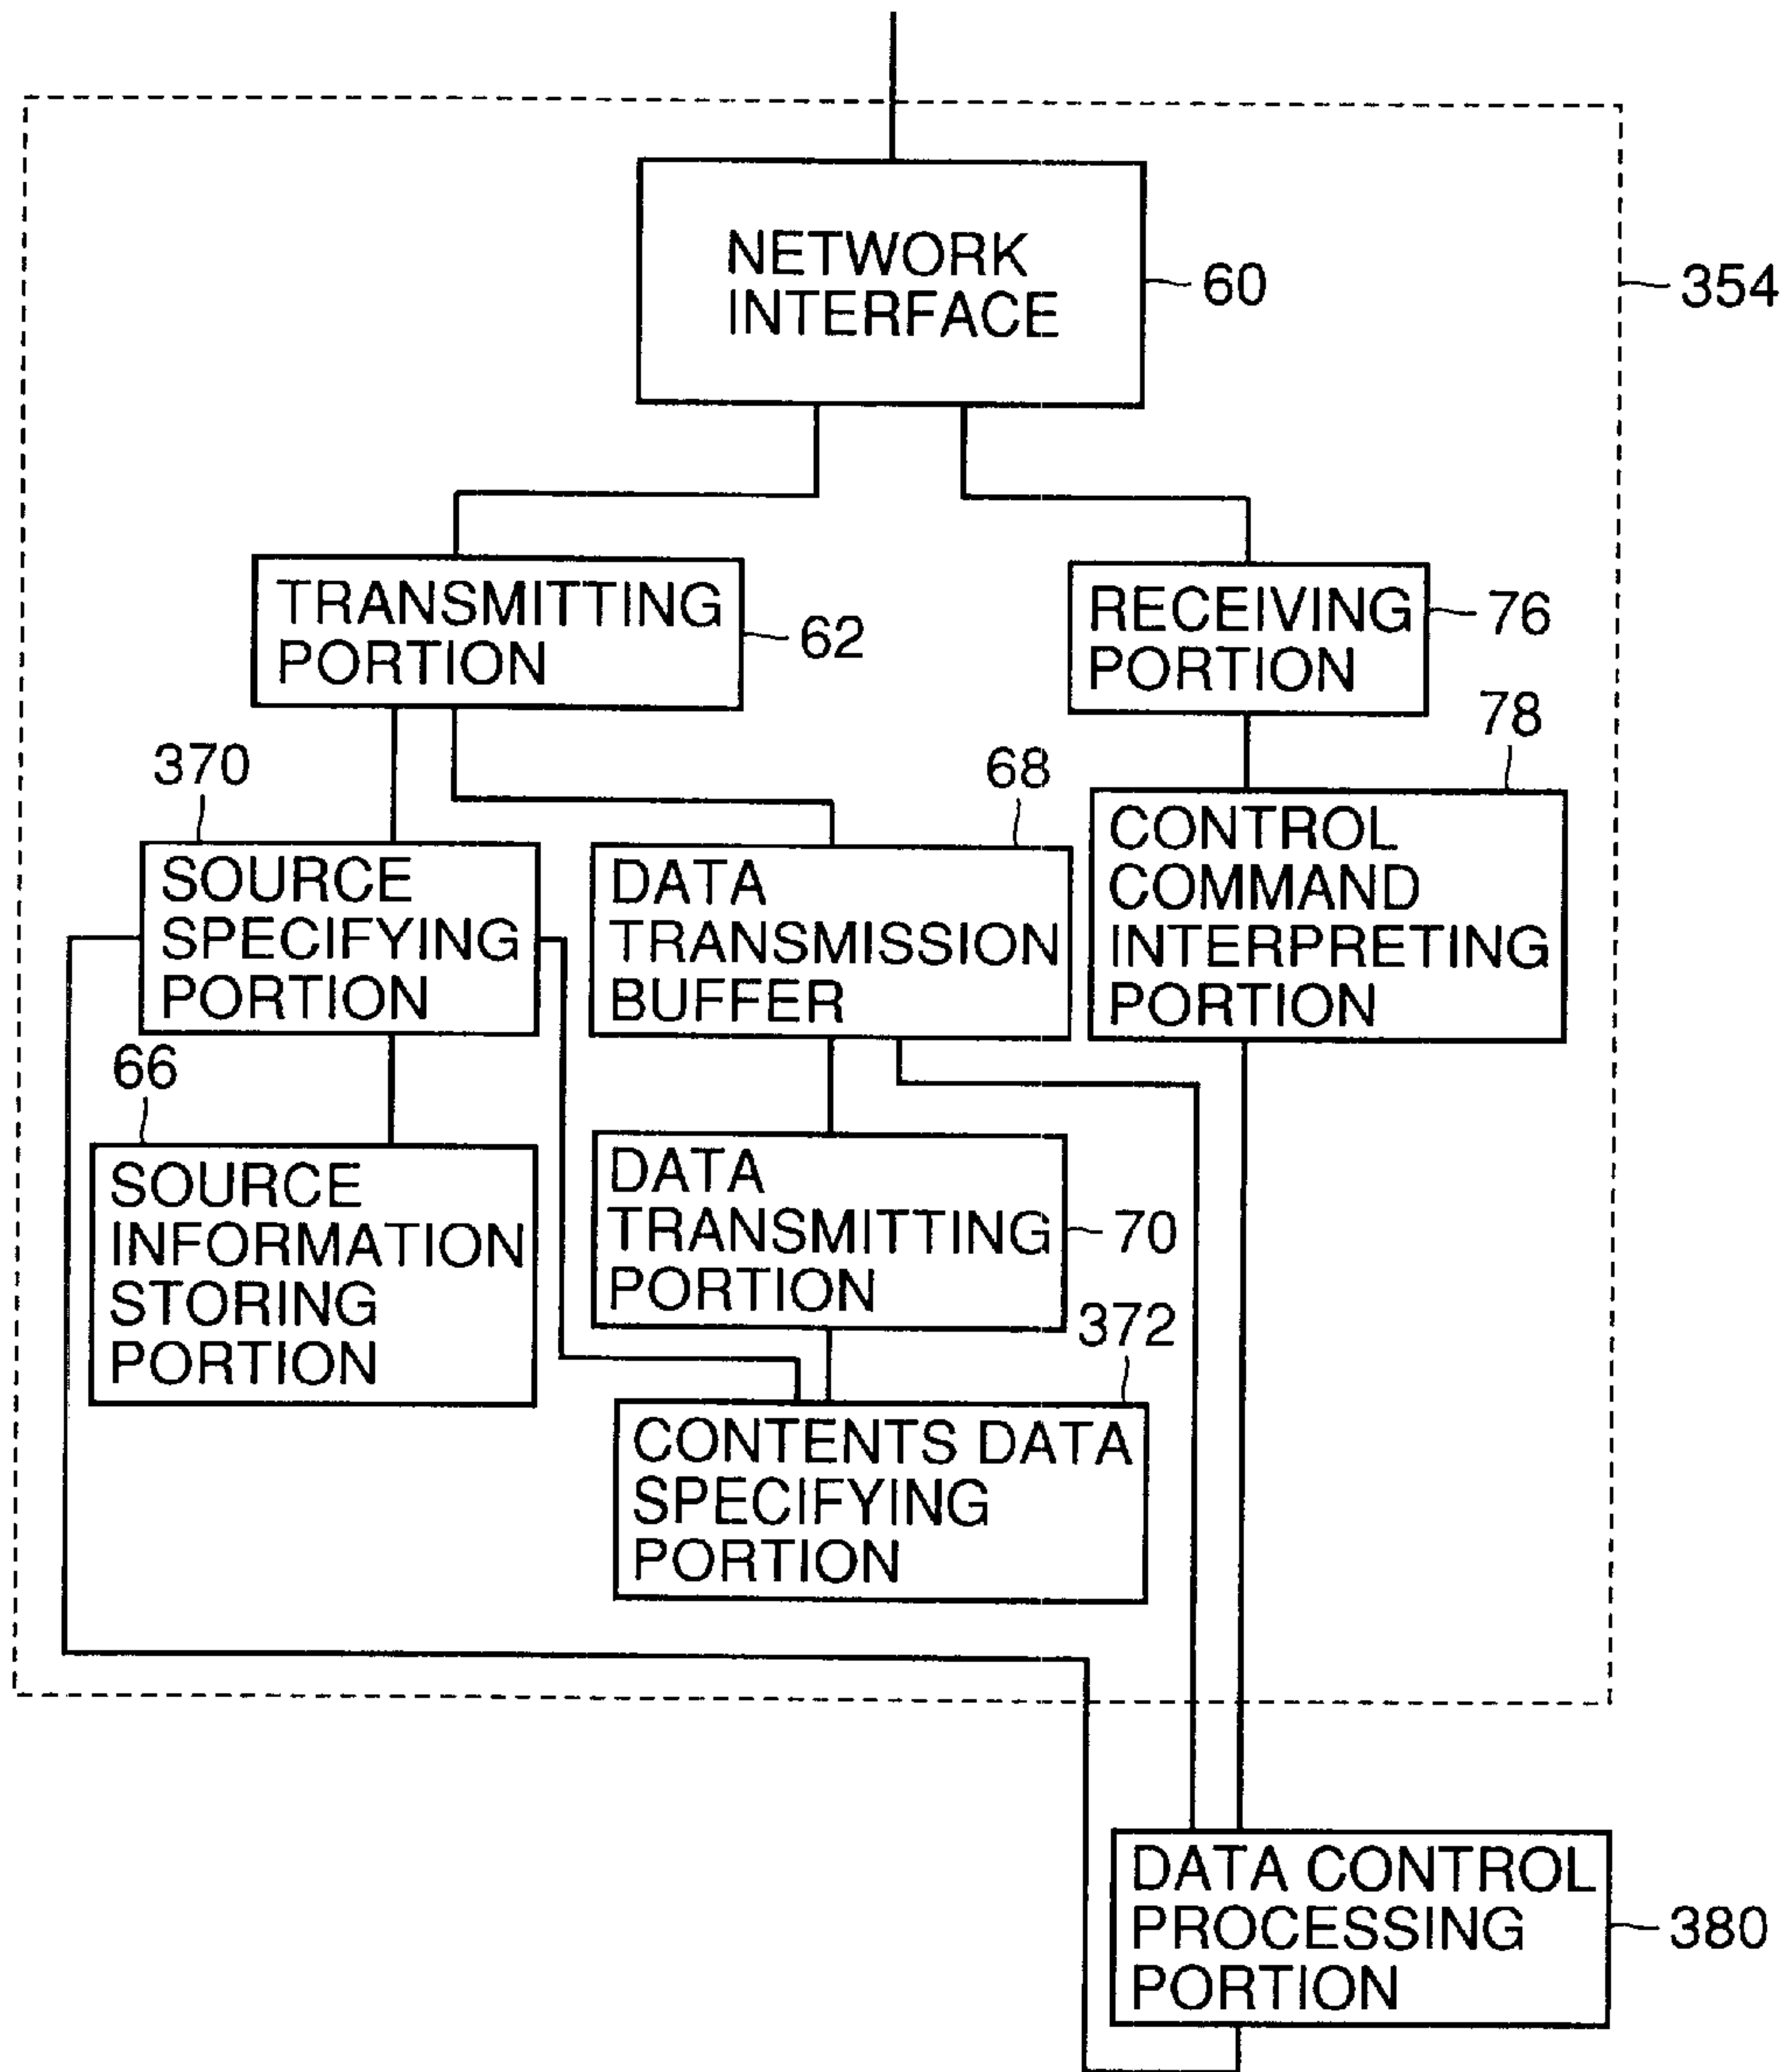 NETWORK
INTERFACE
60
354
TRANSMITTING
PORTION
62
RECEIVING
PORTION
76
370
68
78
SOURCE
SPECIFYING
PORTION
DATA
TRANSMISSION
BUFFER
CONTROL
COMMAND
INTERPRETING
PORTION
66
SOURCE
INFORMATION
STORING
PORTION
DATA
TRANSMITTING
PORTION
70
372
CONTENTS DATA
SPECIFYING
PORTION
DATA CONTROL
PROCESSING
PORTION
380